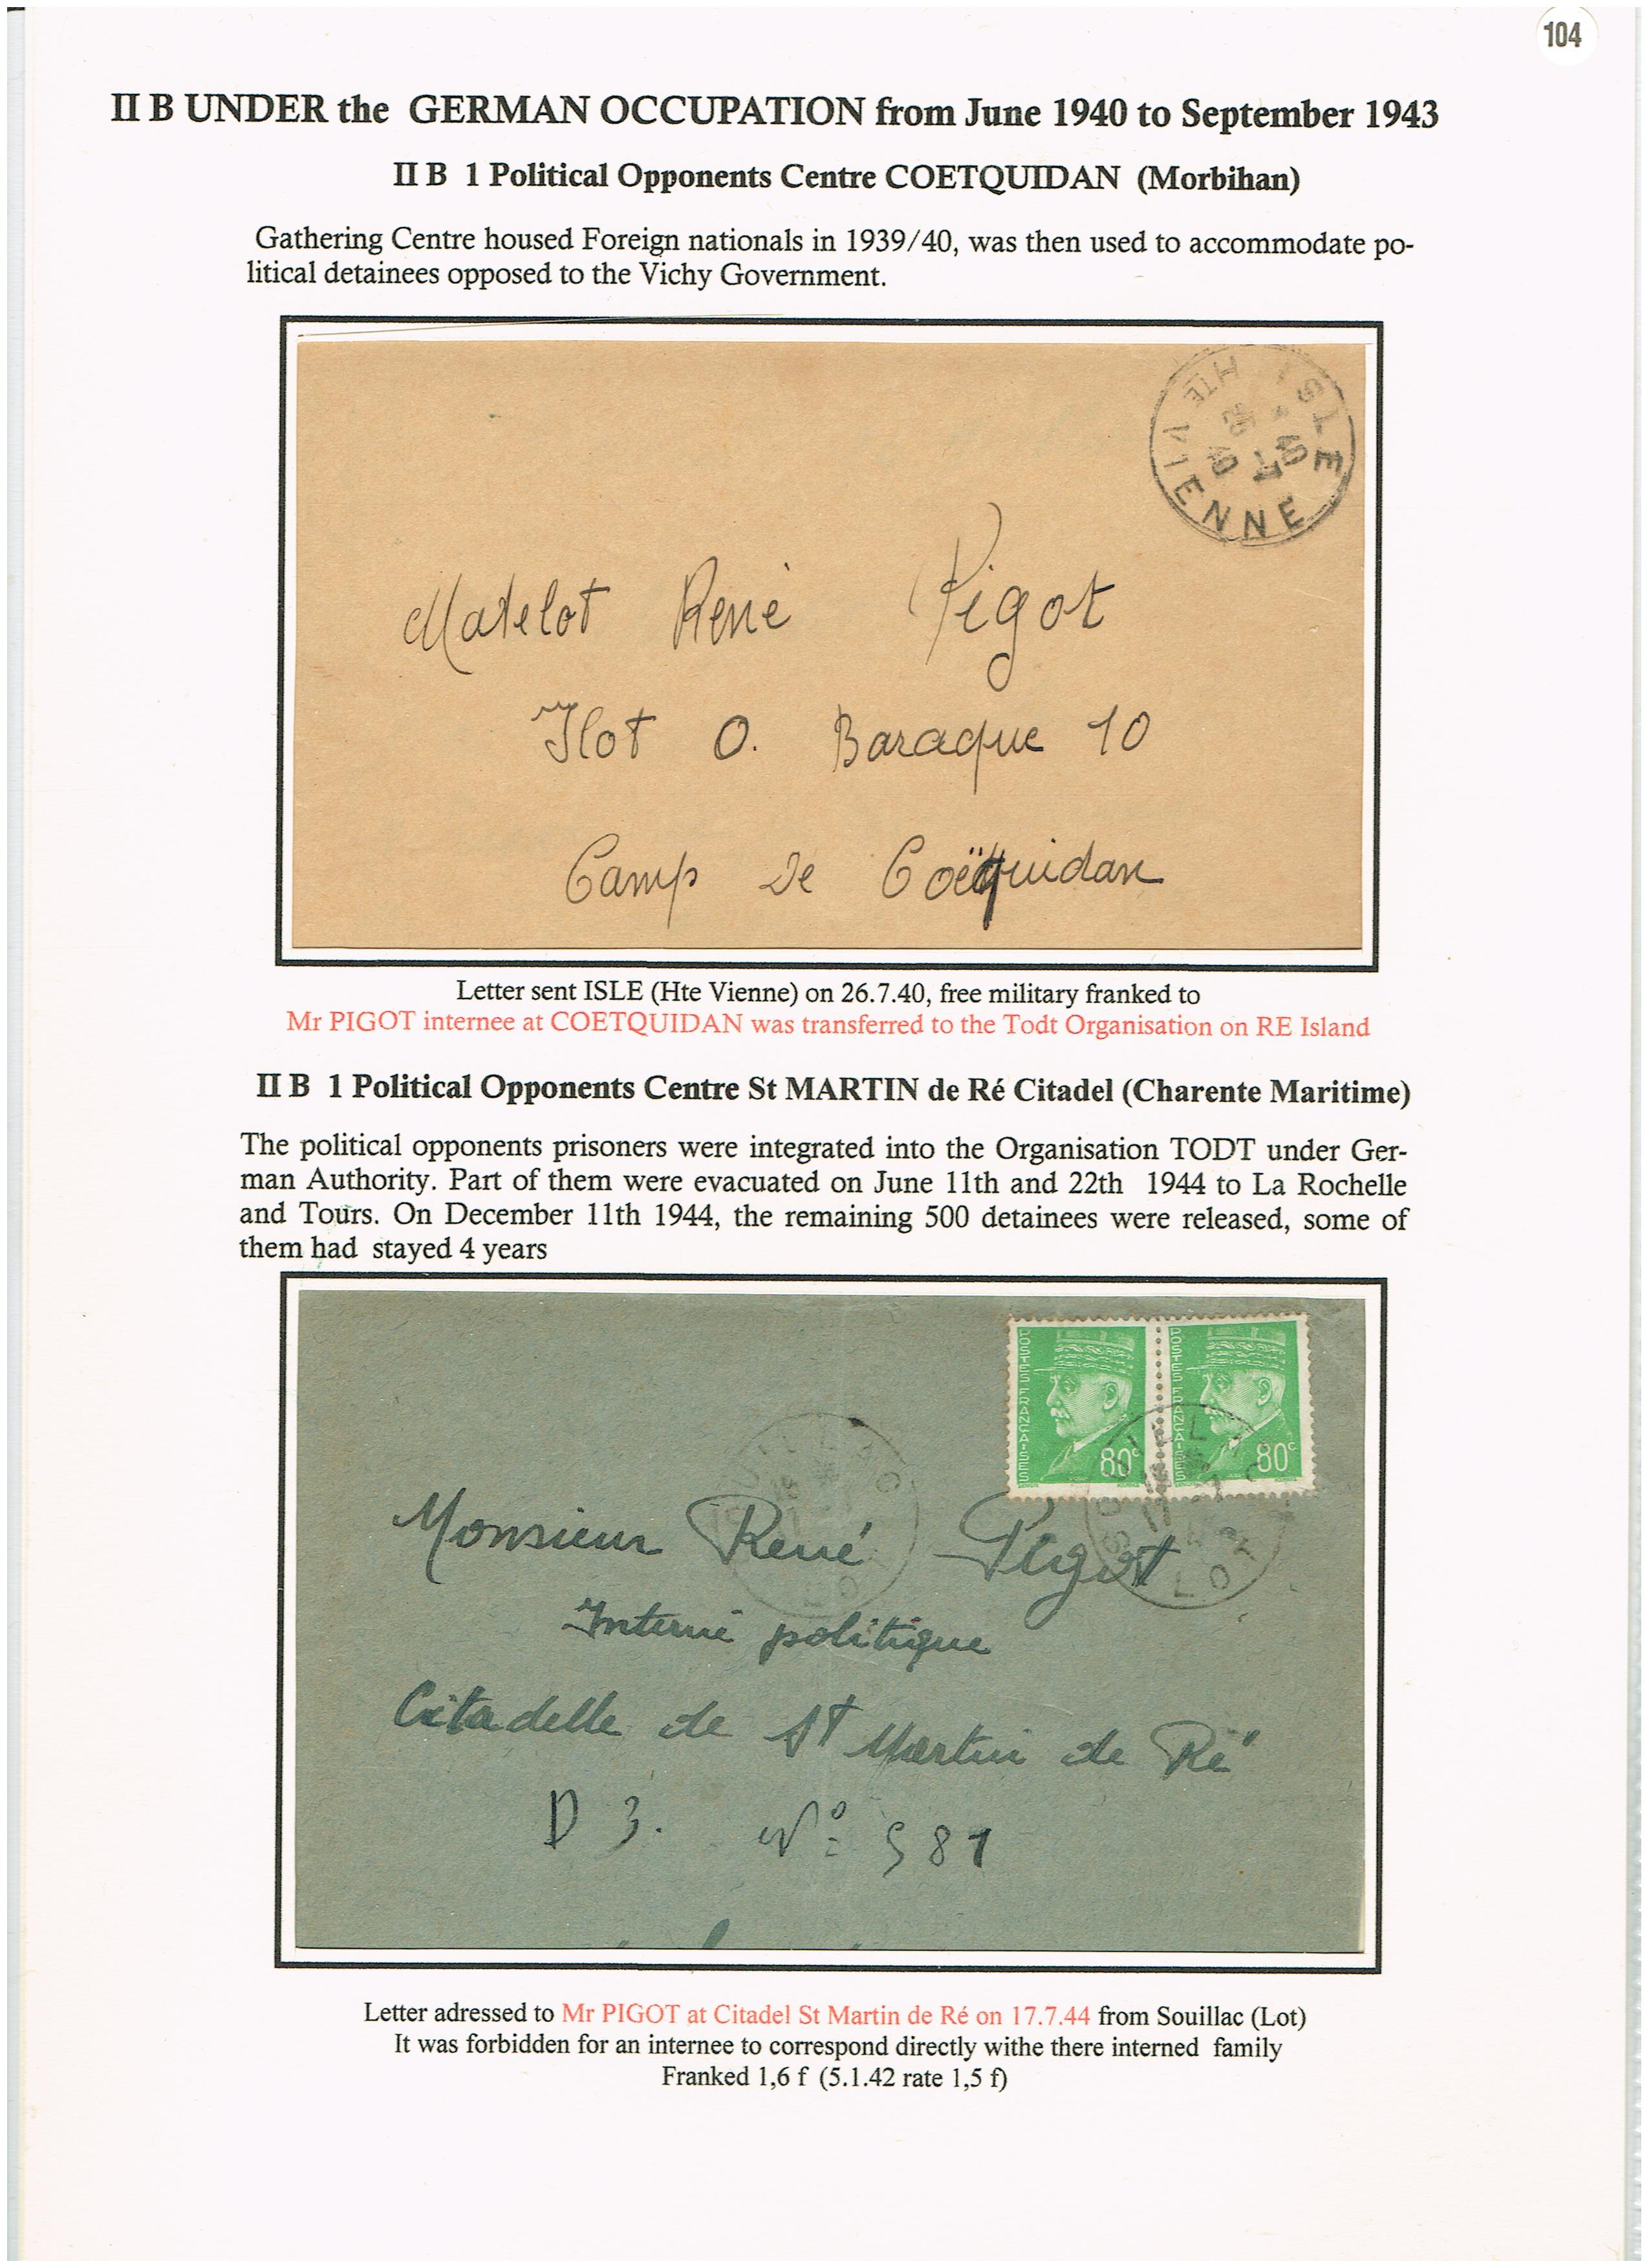 104
II B UNDER the GERMAN OCCUPATION from June 1940 to September 1943
II B 1 Political Opponents Centre COETQUIDAN (Morbihan)
Gathering Centre housed Foreign nationals in 1939/40, was then used to accommodate po-
litical detainees opposed to the Vichy Government.
ISLE
HTE VIENNE
Matelot René Pigot
Ilot O. Baraque 10
Camp de Coëtquidan
Letter sent ISLE (Hte Vienne) on 26.7.40, free military franked to
Mr PIGOT internee at COETQUIDAN was transferred to the Todt Organisation on RE Island
II B 1 Political Opponents Centre St MARTIN de Ré Citadel (Charente Maritime)
The political opponents prisoners were integrated into the Organisation TODT under Ger-
man Authority. Part of them were evacuated on June 11th and 22th 1944 to La Rochelle
and Tours. On December 11th 1944, the remaining 500 detainees were released, some of
them had stayed 4 years
POSTES FRANÇAISES
80c
POSTES FRANÇAISES
80c
SOUILLAC
LOT
Monsieur René Pigot
Interné politique
Citadelle de St Martin de Ré
D 3. No: 581
Letter adressed to Mr PIGOT at Citadel St Martin de Ré on 17.7.44 from Souillac (Lot)
It was forbidden for an internee to correspond directly withe there interned family
Franked 1,6 f (5.1.42 rate 1,5 f)